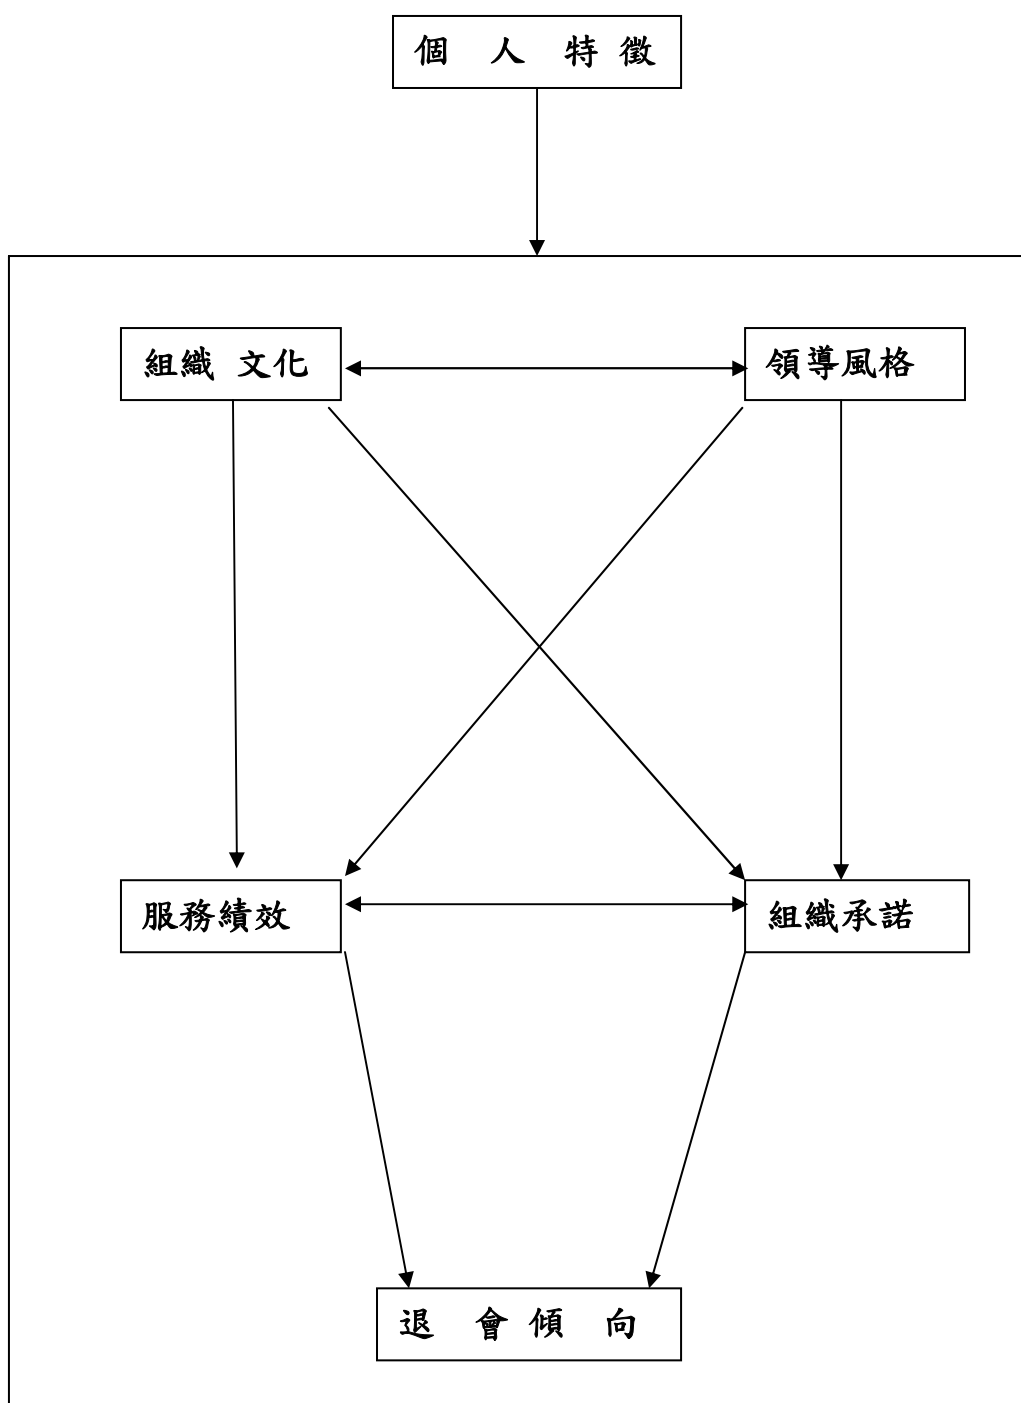 個 人 特 徵
組織 文化
領導風格
服務績效
組織承諾
退 會 傾 向